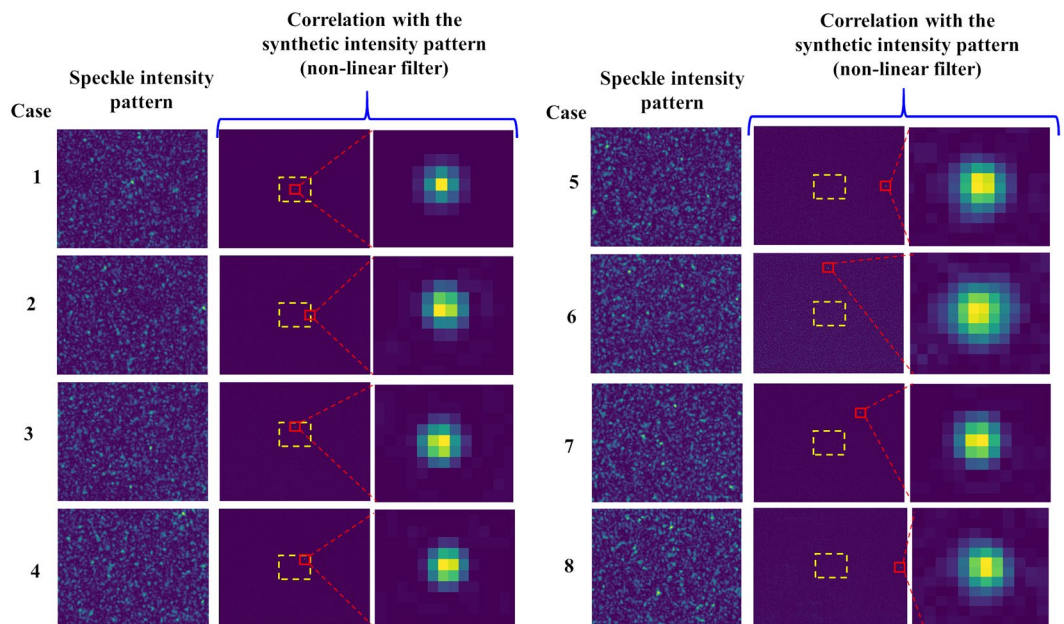 Correlation with the
synthetic intensity pattern
(non-linear filter)
Speckle intensity
pattern
Case
1
2
3
4
Correlation with the
synthetic intensity pattern
(non-linear filter)
Speckle intensity
pattern
Case
5
6
7
8